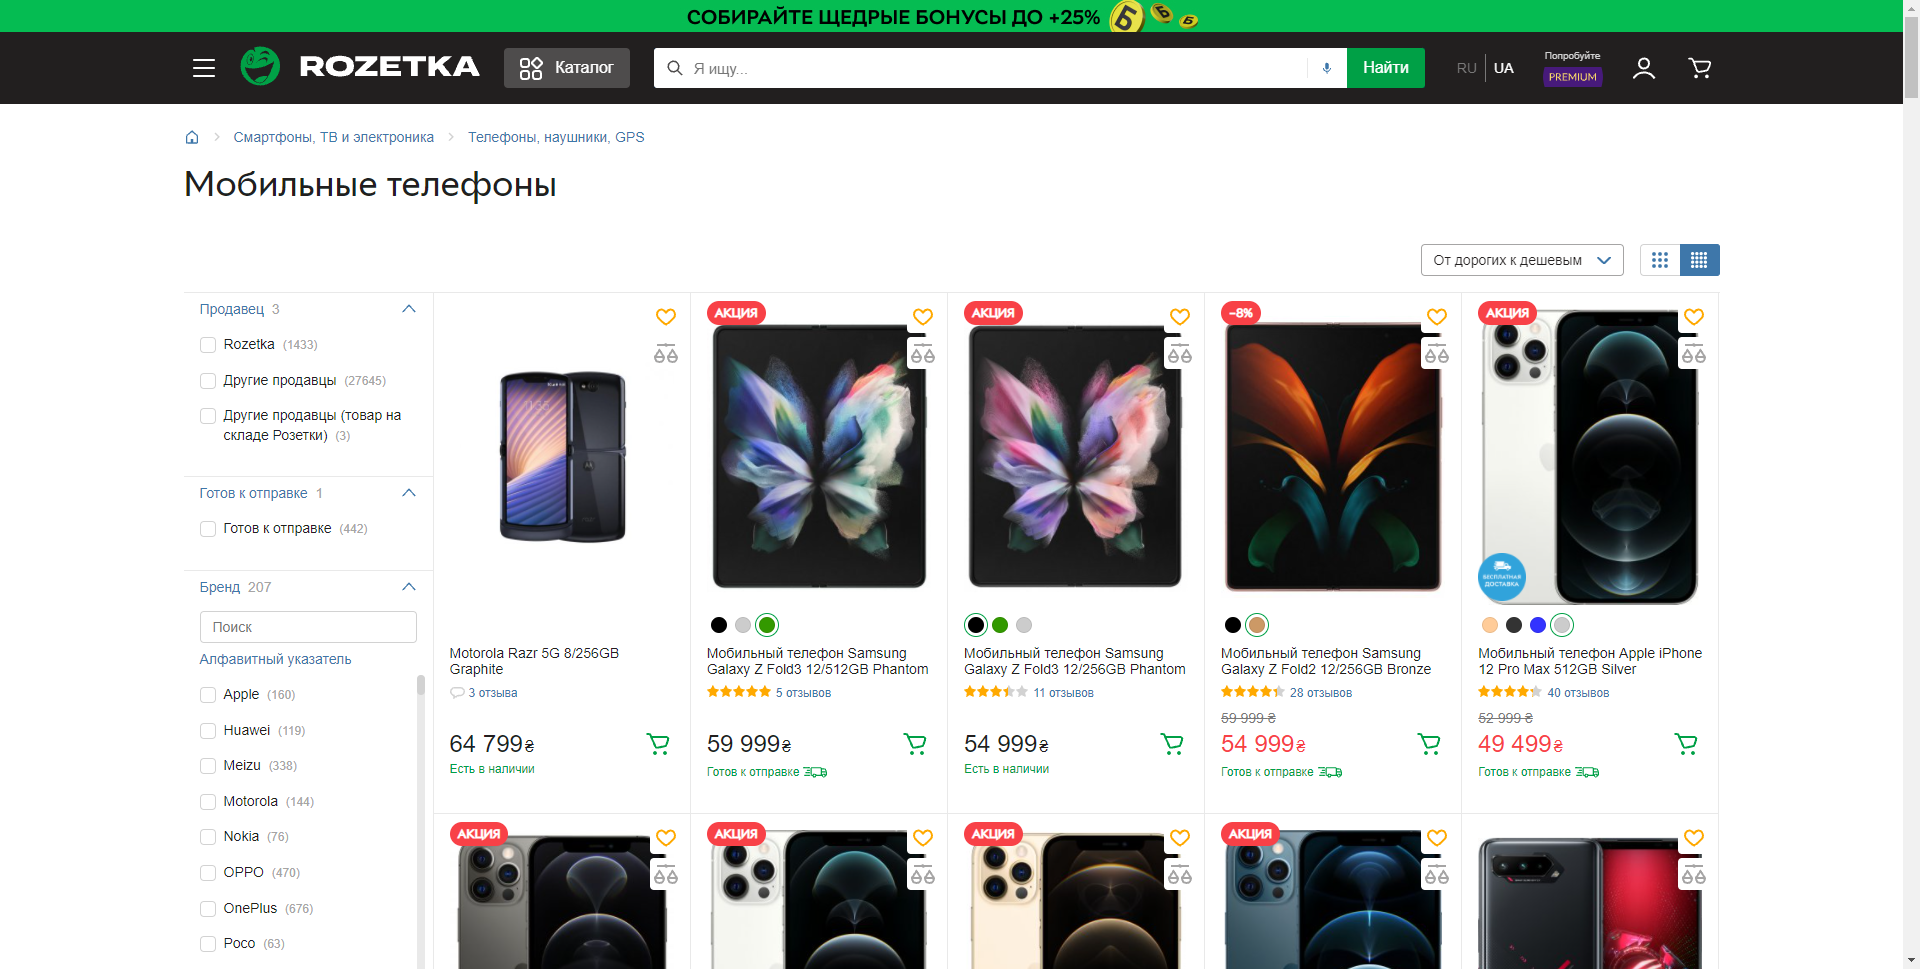 СОБИРАЙТЕ ЩЕДРЫЕ БОНУСЫ ДО +25%
ROZETKA
Каталог
Я ищу...
Найти
RU UA
Попробуйте
PREMIUM
Смартфоны, ТВ и электроника
Телефоны, наушники, GPS
Мобильные телефоны
От дорогих к дешевым
Продавец 3
Rozetka (1433)
Другие продавцы (27645)
Другие продавцы (товар на
складе Розетки) (3)
Готов к отправке 1
Готов к отправке (442)
Бренд 207
Поиск
Алфавитный указатель
Apple (160)
Huawei (119)
Meizu (338)
Motorola (144)
Nokia (76)
OPPO (470)
OnePlus (676)
Poco (63)
Motorola Razr 5G 8/256GB
Graphite
3 отзыва
64 799₴
Есть в наличии
АКЦИЯ
Мобильный телефон Samsung
Galaxy Z Fold3 12/512GB Phantom
5 отзывов
59 999₴
Готов к отправке
АКЦИЯ
Мобильный телефон Samsung
Galaxy Z Fold3 12/256GB Phantom
11 отзывов
54 999₴
Есть в наличии
-8%
Мобильный телефон Samsung
Galaxy Z Fold2 12/256GB Bronze
28 отзывов
59 999 ₴
54 999₴
Готов к отправке
АКЦИЯ
БЕСПЛАТНАЯ
ДОСТАВКА
Мобильный телефон Apple iPhone
12 Pro Max 512GB Silver
40 отзывов
52 999 ₴
49 499₴
Готов к отправке
АКЦИЯ
АКЦИЯ
АКЦИЯ
АКЦИЯ